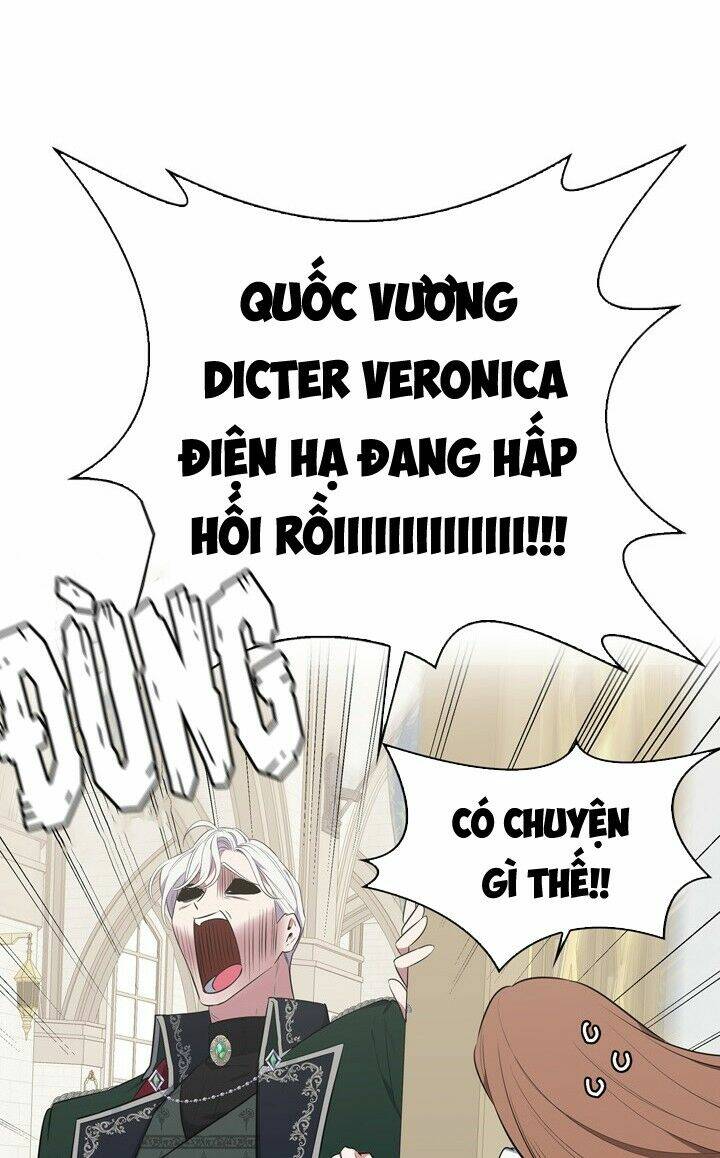 QUỐC VƯƠNG
DICTER VERONICA
ĐIỆN HẠ ĐANG HẤP
HỐI RỒIIIIIIIIIIIIIII!!!
ĐÙNG
CÓ CHUYỆN
GÌ THẾ!!